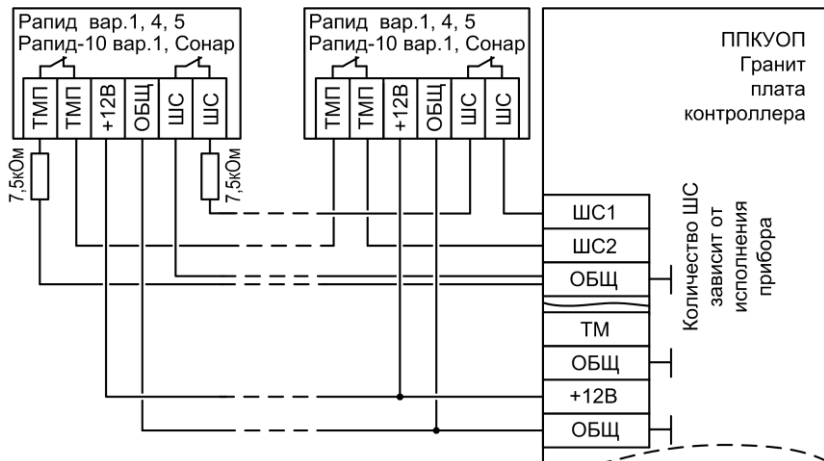 Рапид вар.1, 4, 5
Рапид-10 вар.1, Сонар
ТМП
ТМП
+12В
ОБЩ
ШС
ШС
7,5кОм
7,5кОм
Рапид вар.1, 4, 5
Рапид-10 вар.1, Сонар
ТМП
ТМП
+12В
ОБЩ
ШС
ШС
ППКУОП
Гранит
плата
контроллера
ШС1
ШС2
ОБЩ
ТМ
ОБЩ
+12В
ОБЩ
Количество ШС
зависит от
исполнения
прибора